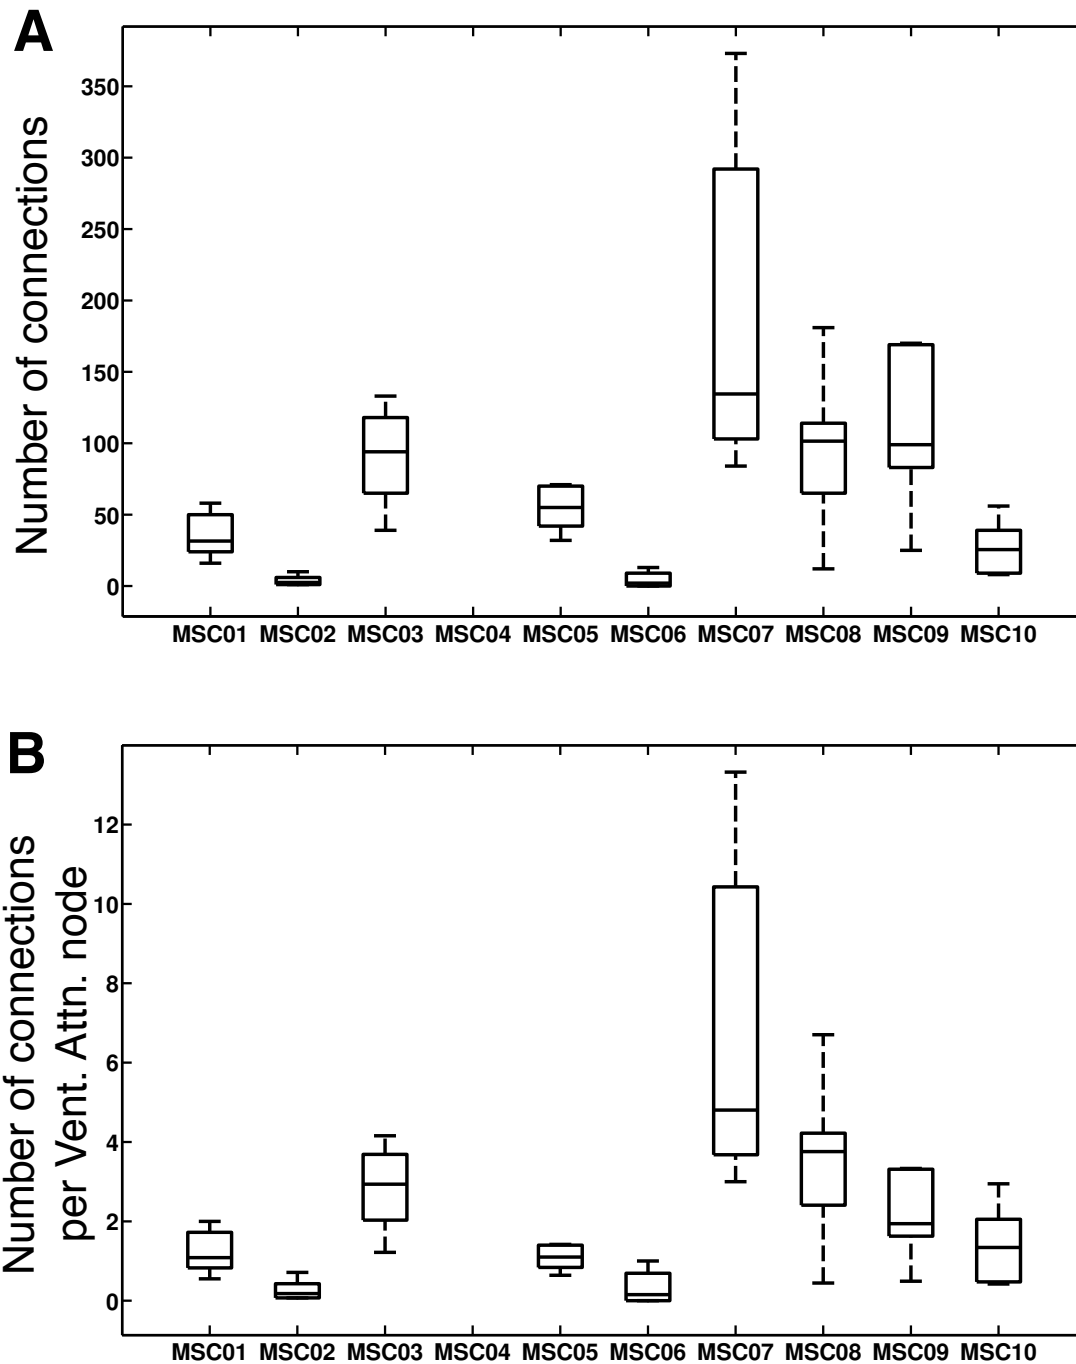 A
Number of connections
350
300
250
200
150
100
50
0
MSC01 MSC02 MSC03 MSC04 MSC05 MSC06 MSC07 MSC08 MSC09 MSC10
B
Number of connections
per Vent. Attn. node
12
10
8
6
4
2
0
MSC01 MSC02 MSC03 MSC04 MSC05 MSC06 MSC07 MSC08 MSC09 MSC10